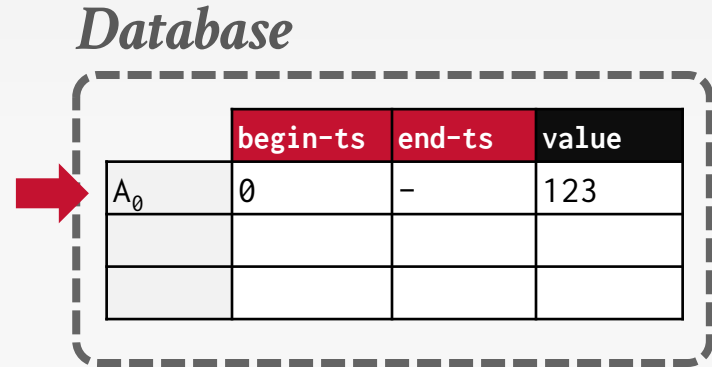 Database
begin-ts end-ts value
A₀ 0 – 123